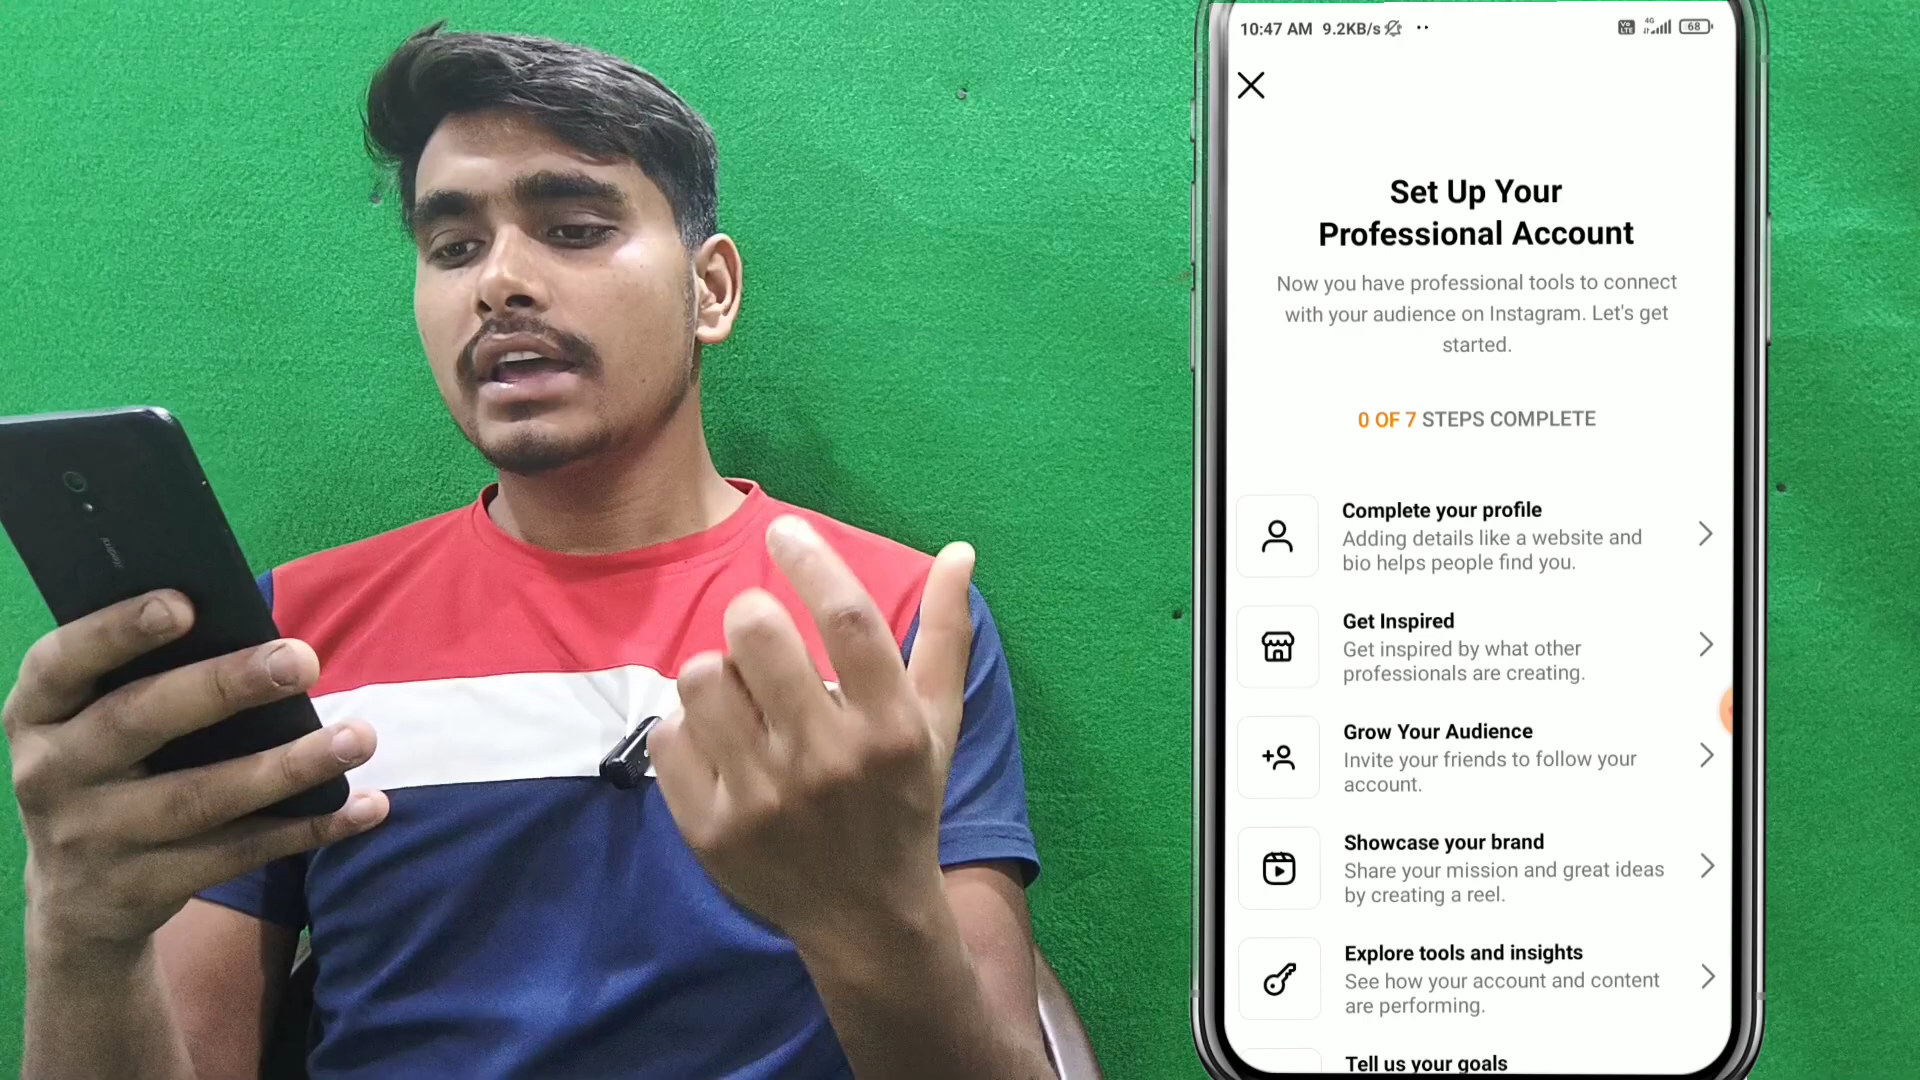 10:47 AM 9.2KB/s
Vo LTE 4G 68
Set Up Your
Professional Account
Now you have professional tools to connect
with your audience on Instagram. Let's get
started.
0 OF 7 STEPS COMPLETE
Complete your profile
Adding details like a website and
bio helps people find you.
Get Inspired
Get inspired by what other
professionals are creating.
Grow Your Audience
Invite your friends to follow your
account.
Showcase your brand
Share your mission and great ideas
by creating a reel.
Explore tools and insights
See how your account and content
are performing.
Tell us your goals
Redmi